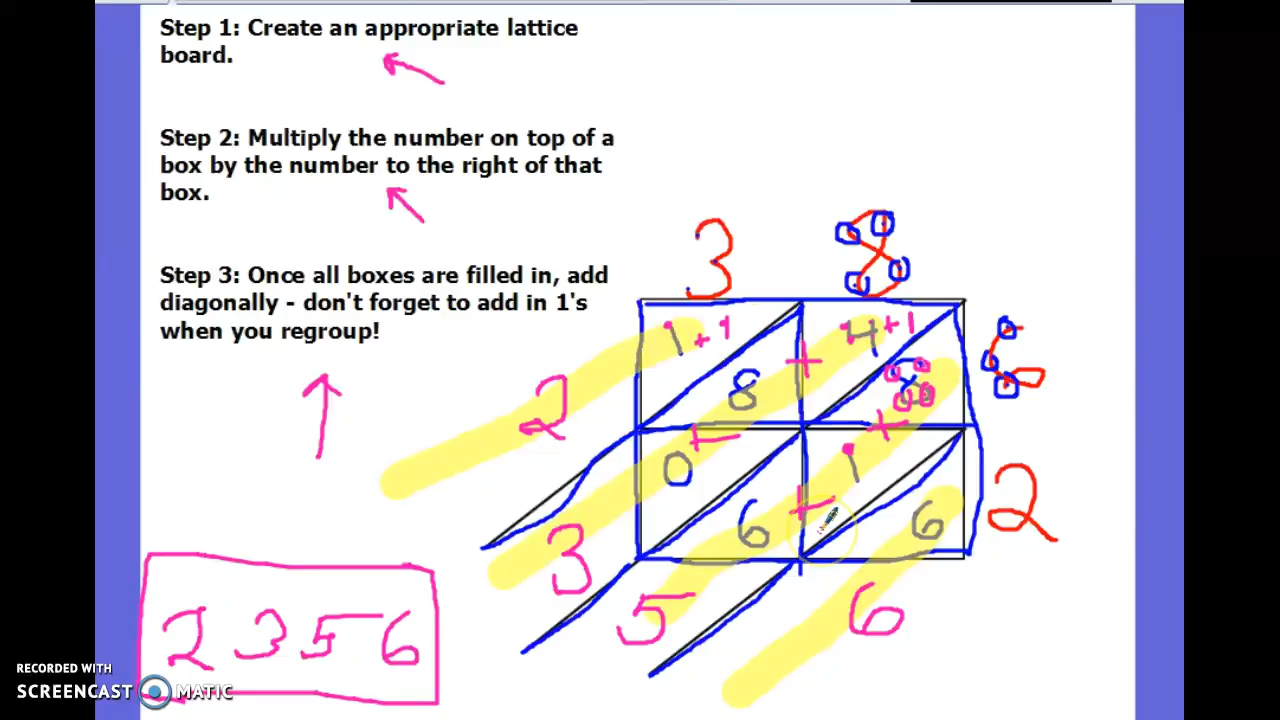 Step 1: Create an appropriate lattice
board.
Step 2: Multiply the number on top of a
box by the number to the right of that
box.
Step 3: Once all boxes are filled in, add
diagonally - don't forget to add in 1's
when you regroup!
3 8
1 +1 + 4 +1
8 8 6
2 + +
0 1
6 + 6 2
3
5 6
2356
RECORDED WITH
SCREENCAST MATIC